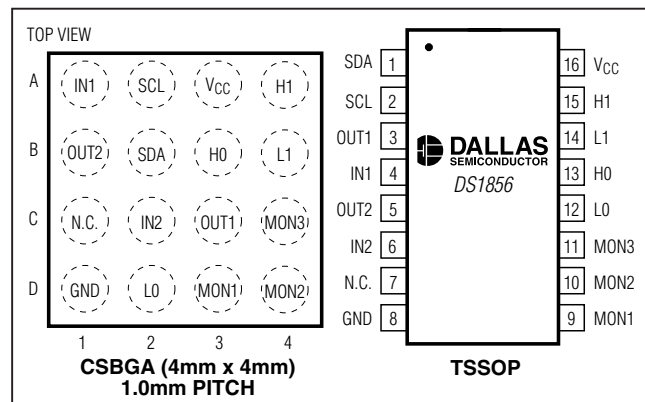 TOP VIEW
A IN1 SCL VCC H1
B OUT2 SDA H0 L1
C N.C. IN2 OUT1 MON3
D GND L0 MON1 MON2
1 2 3 4
CSBGA (4mm x 4mm)
1.0mm PITCH
SDA 1
SCL 2
OUT1 3
IN1 4
OUT2 5
IN2 6
N.C. 7
GND 8
DALLAS
SEMICONDUCTOR
DS1856
16 VCC
15 H1
14 L1
13 H0
12 L0
11 MON3
10 MON2
9 MON1
TSSOP